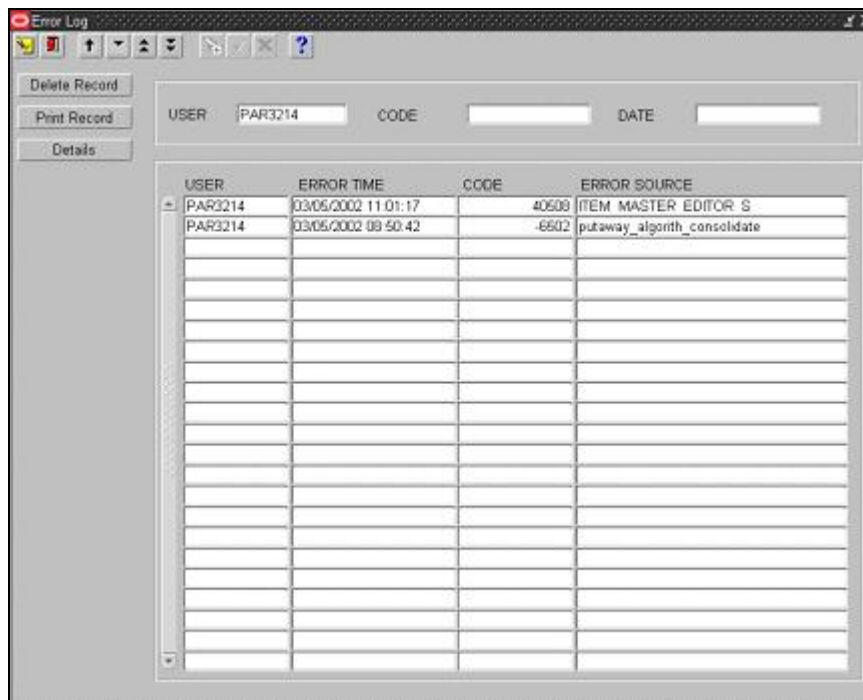 Error Log
?
Delete Record
Print Record
Details
USER PAR3214 CODE DATE
USER ERROR TIME CODE ERROR SOURCE
PAR3214 03/05/2002 11:01:17 40508 ITEM MASTER EDITOR S
PAR3214 03/05/2002 08:50:42 -6502 putaway_algorith_consolidate